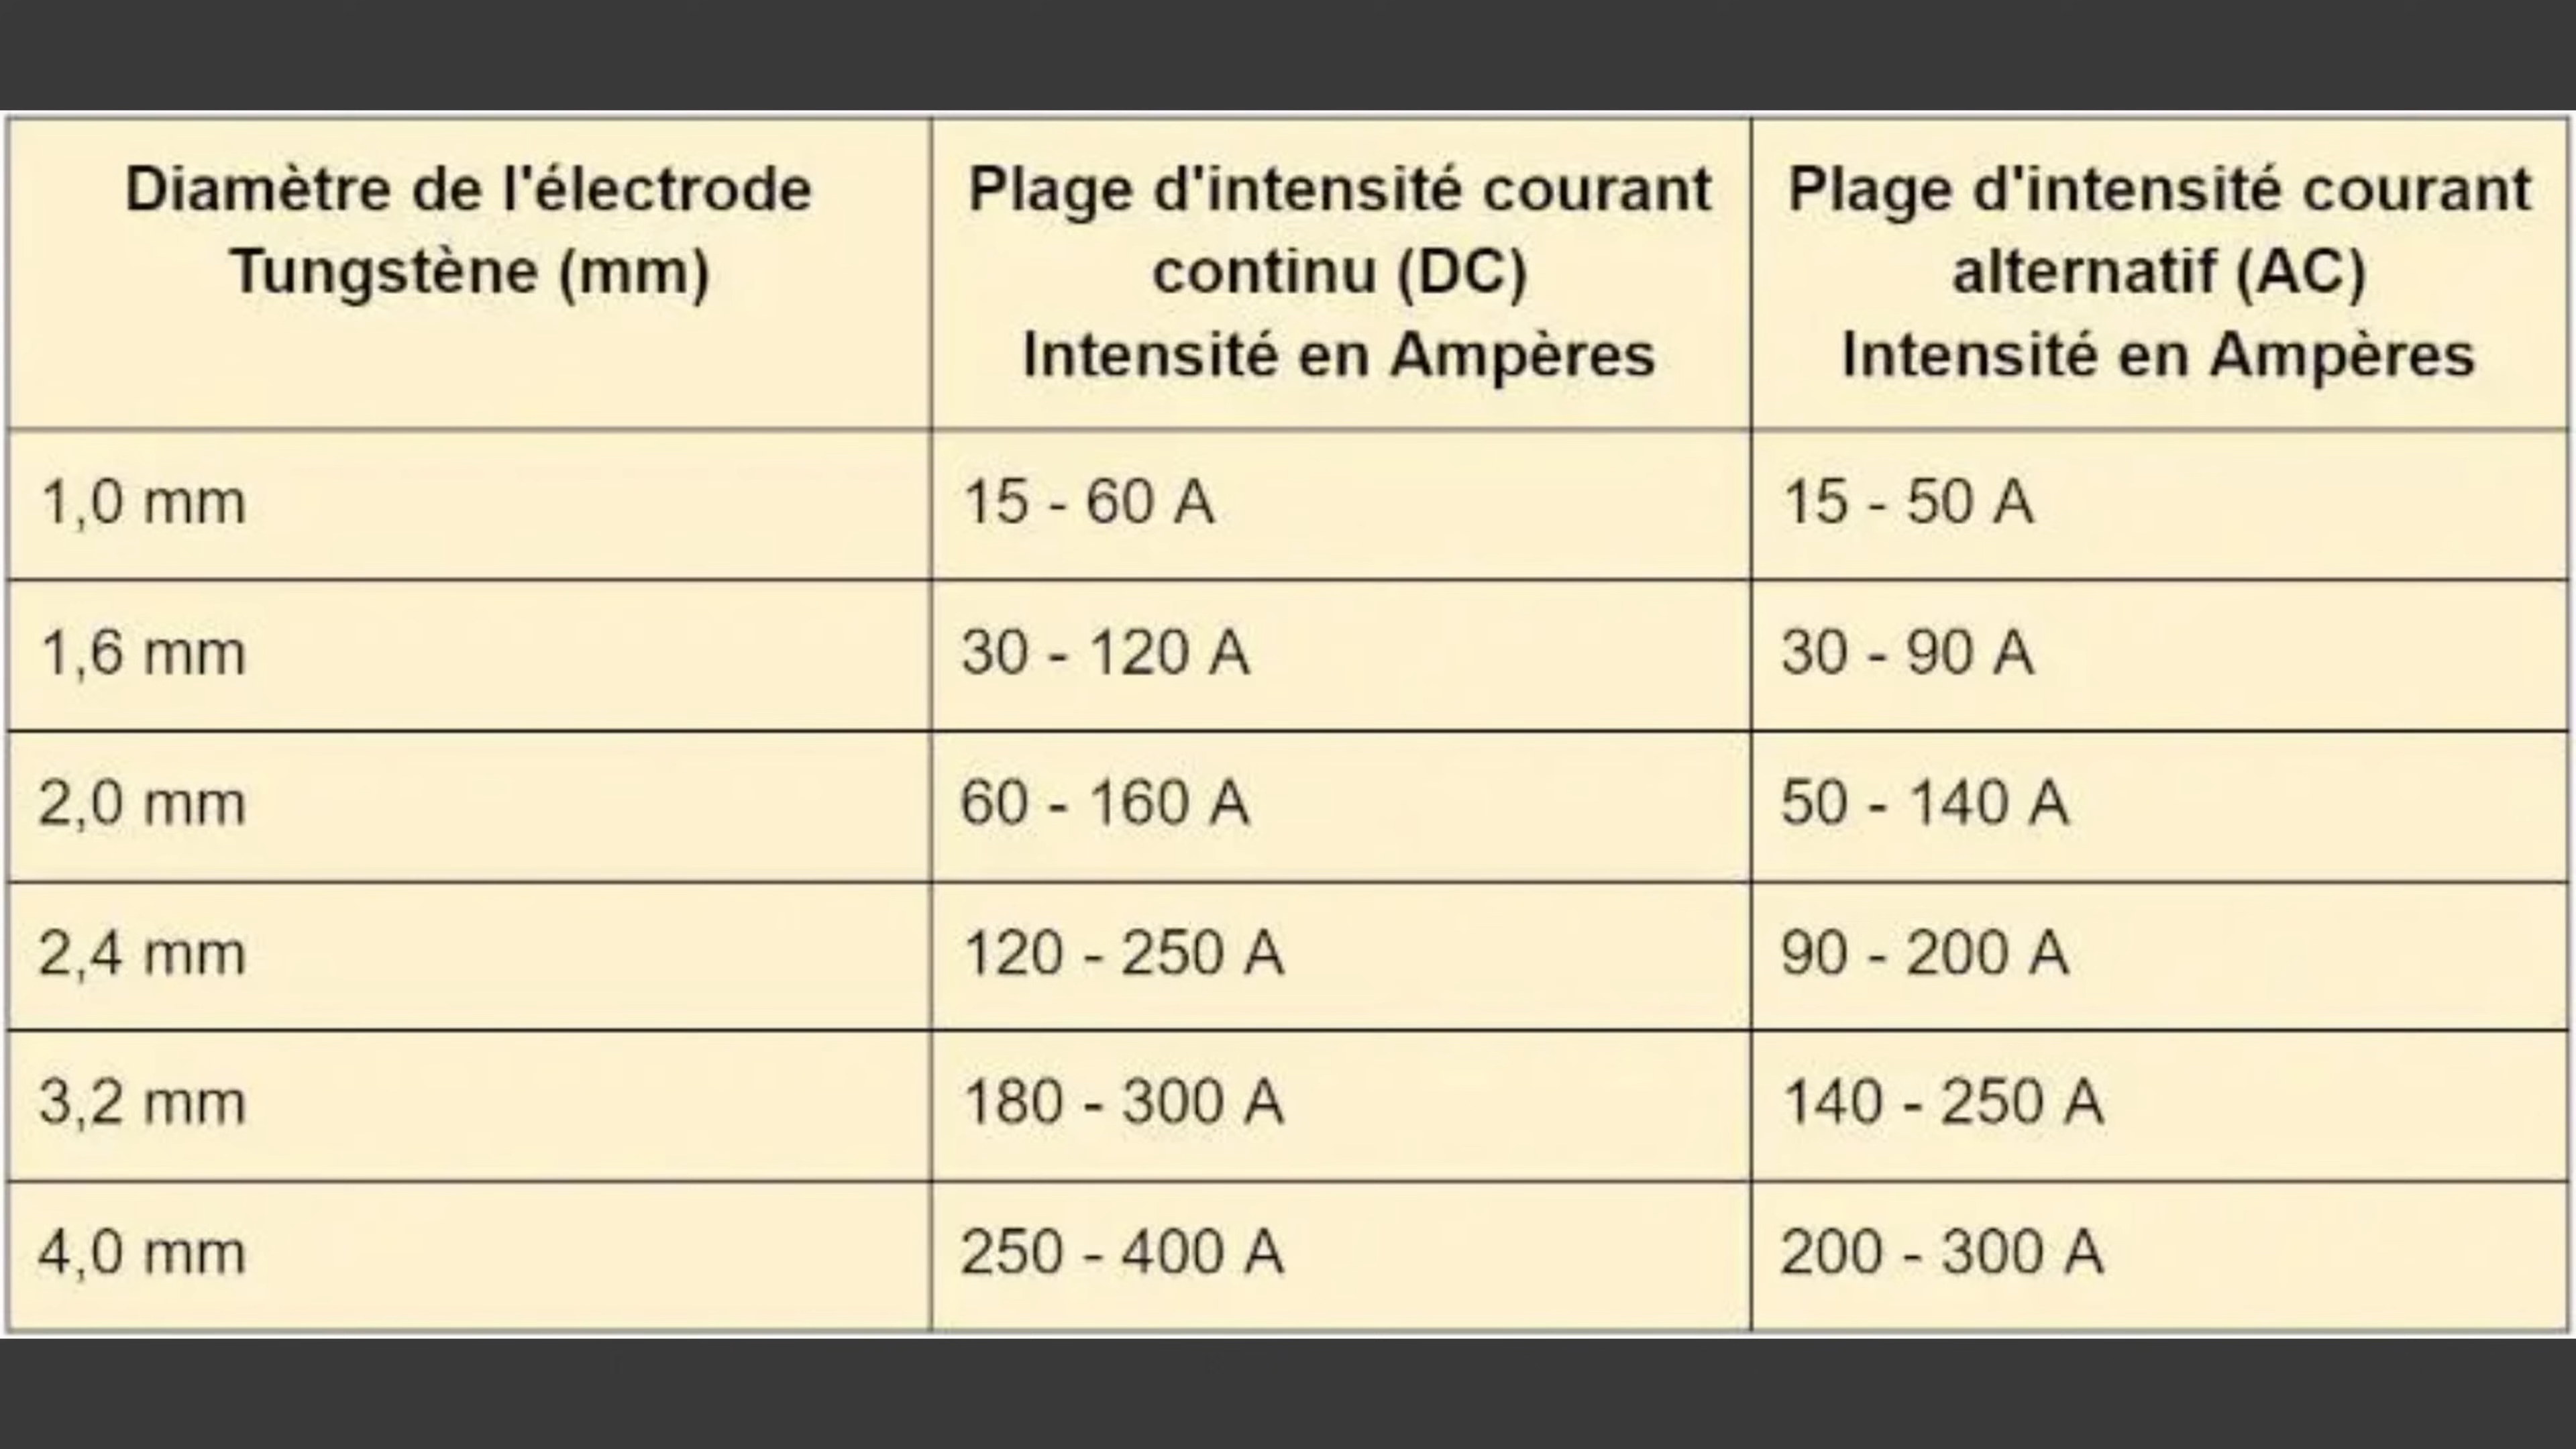 Diamètre de l'électrode
Tungstène (mm)
Plage d'intensité courant
continu (DC)
Intensité en Ampères
Plage d'intensité courant
alternatif (AC)
Intensité en Ampères
1,0 mm 15 - 60 A 15 - 50 A
1,6 mm 30 - 120 A 30 - 90 A
2,0 mm 60 - 160 A 50 - 140 A
2,4 mm 120 - 250 A 90 - 200 A
3,2 mm 180 - 300 A 140 - 250 A
4,0 mm 250 - 400 A 200 - 300 A